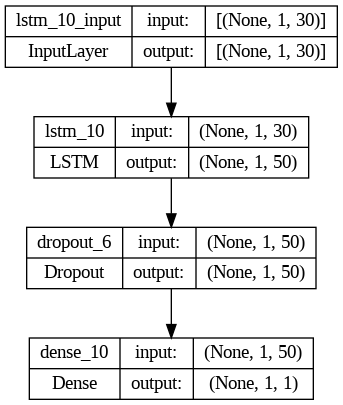 lstm_10_input input: [(None, 1, 30)]
InputLayer output: [(None, 1, 30)]
lstm_10 input: (None, 1, 30)
LSTM output: (None, 1, 50)
dropout_6 input: (None, 1, 50)
Dropout output: (None, 1, 50)
dense_10 input: (None, 1, 50)
Dense output: (None, 1, 1)